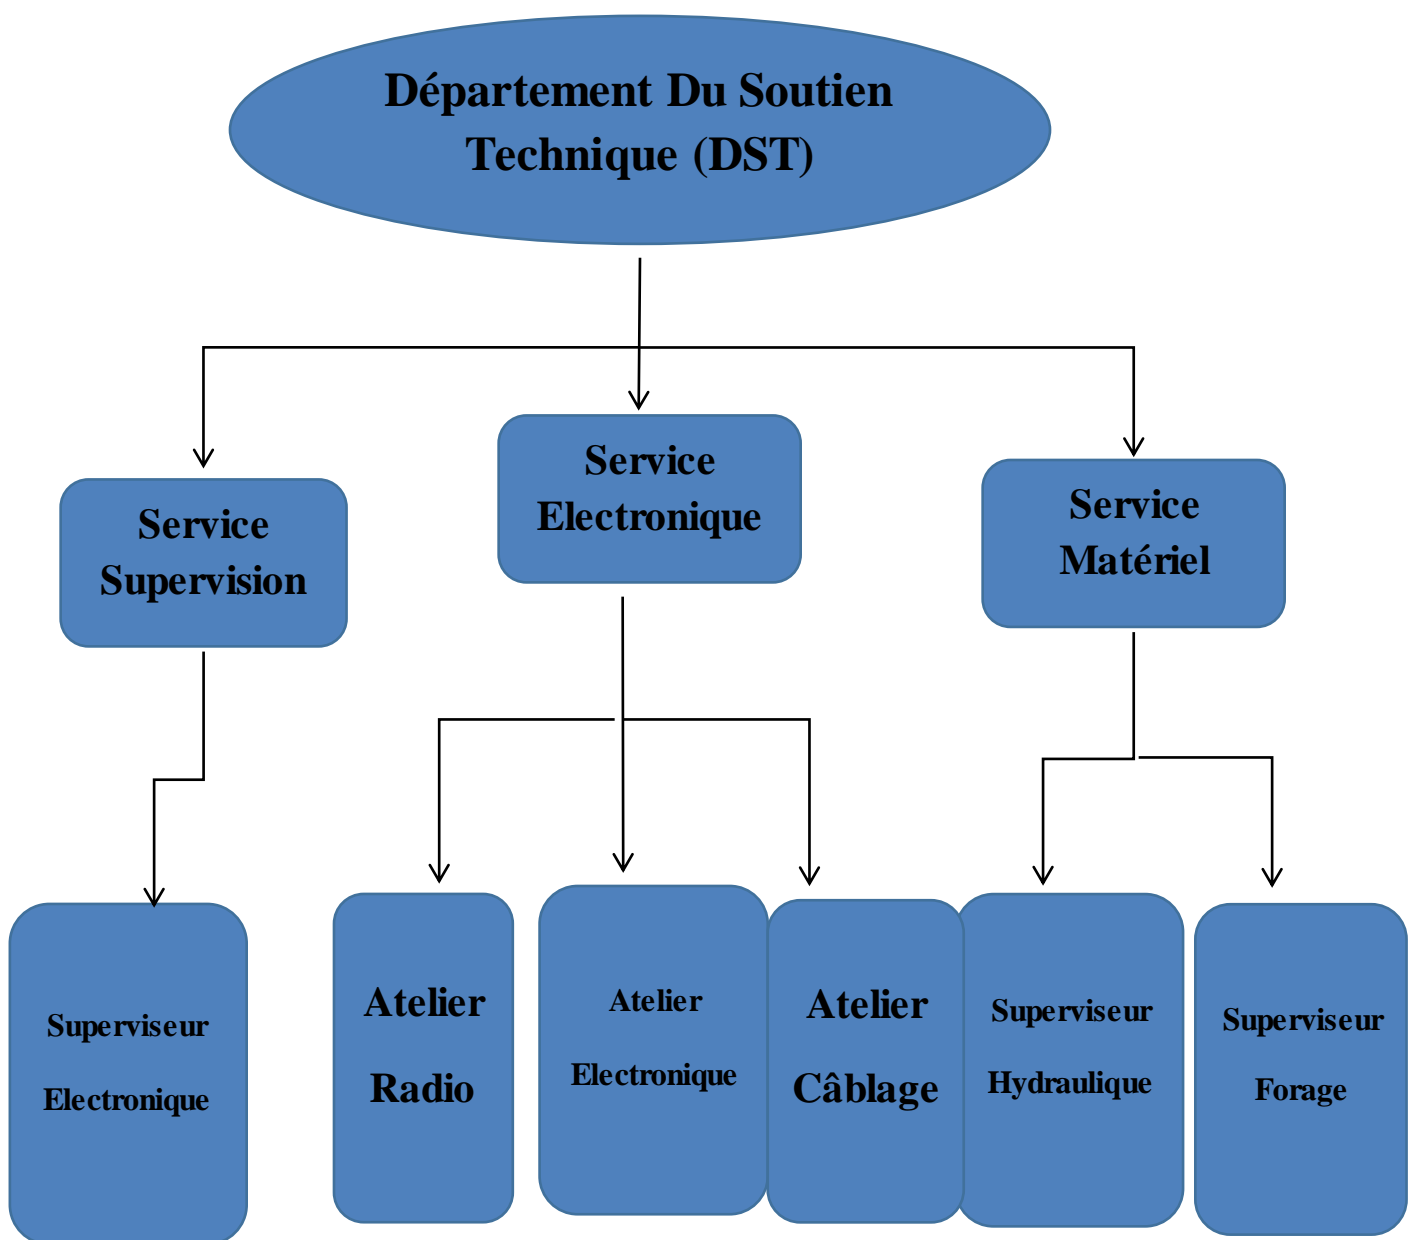 Département Du Soutien
Technique (DST)
Service
Supervision
Service
Electronique
Service
Matériel
Superviseur
Electronique
Atelier
Radio
Atelier
Electronique
Atelier
Câblage
Superviseur
Hydraulique
Superviseur
Forage